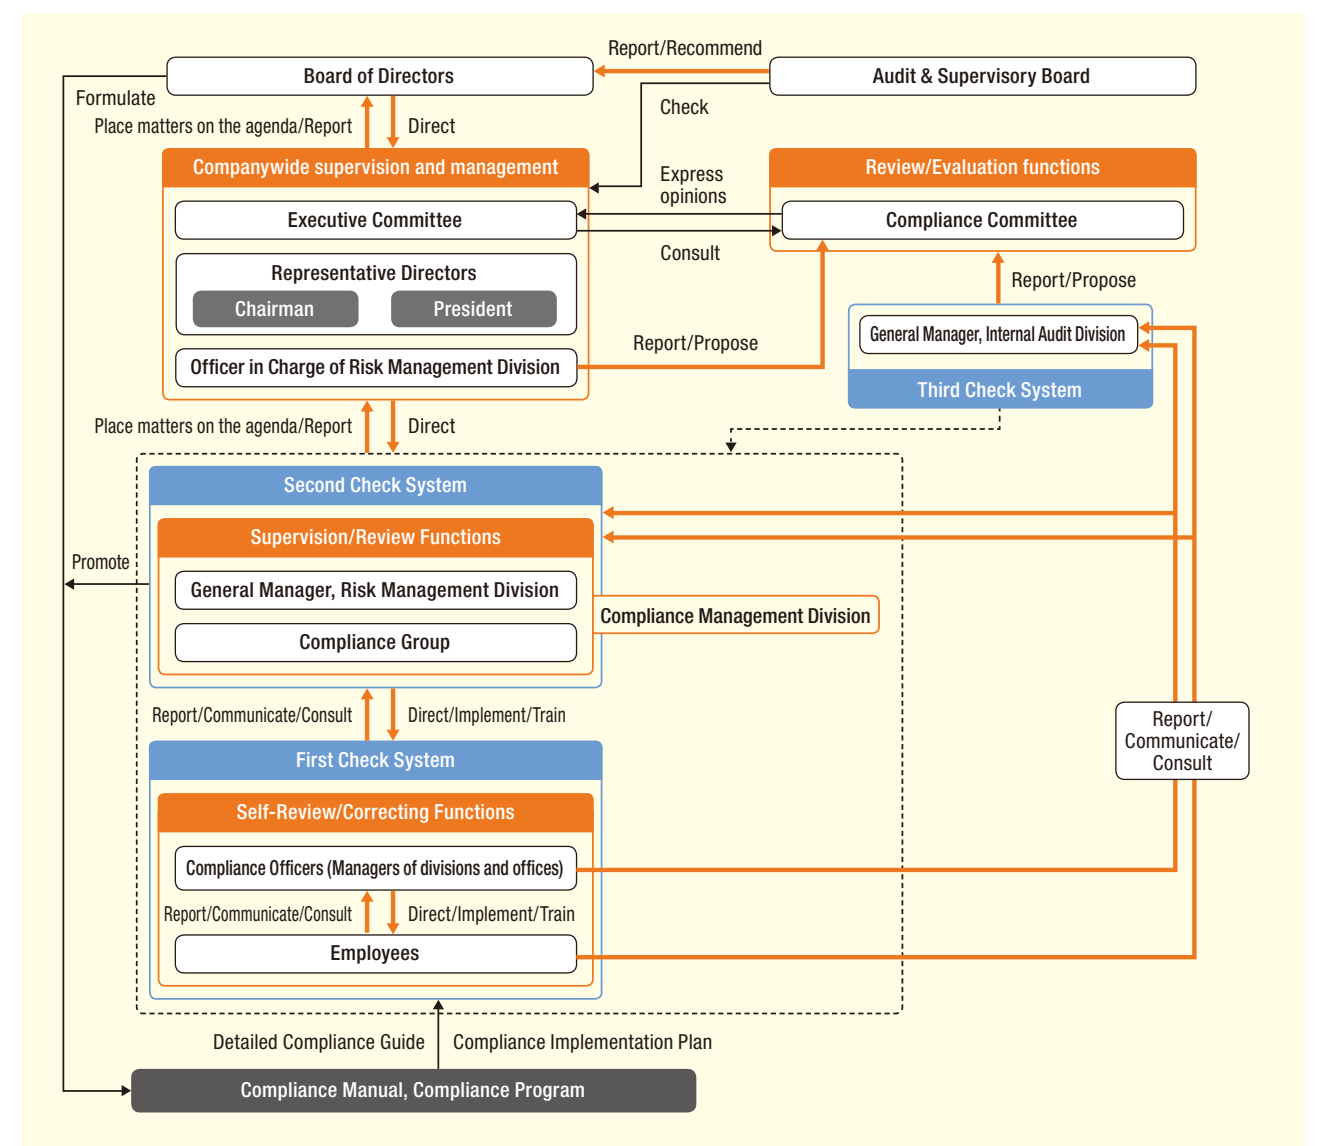 Report/Recommend
Board of Directors
Audit & Supervisory Board
Formulate
Check
Place matters on the agenda/Report
Direct
Companywide supervision and management
Review/Evaluation functions
Express
opinions
Executive Committee
Compliance Committee
Consult
Representative Directors
Chairman
President
Report/Propose
General Manager, Internal Audit Division
Report/Propose
Officer in Charge of Risk Management Division
Third Check System
Place matters on the agenda/Report
Direct
Second Check System
Supervision/Review Functions
Promote
General Manager, Risk Management Division
Compliance Management Division
Compliance Group
Report/Communicate/Consult
Direct/Implement/Train
Report/
Communicate/
Consult
First Check System
Self-Review/Correcting Functions
Compliance Officers (Managers of divisions and offices)
Report/Communicate/Consult
Direct/Implement/Train
Employees
Detailed Compliance Guide
Compliance Implementation Plan
Compliance Manual, Compliance Program